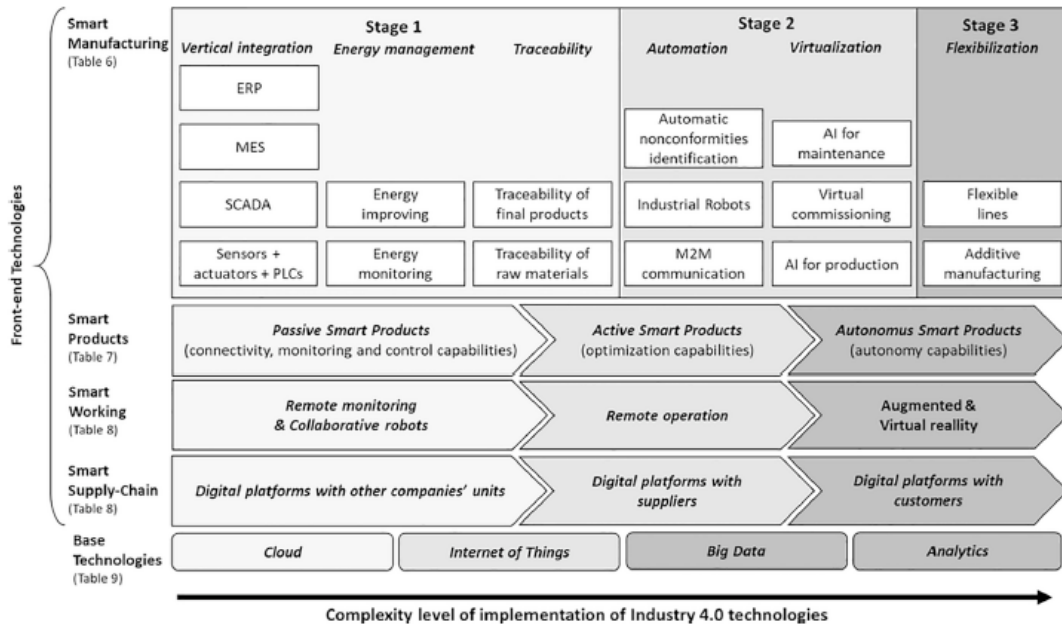 Front-end Technologies
Smart
Manufacturing
(Table 6)
Stage 1
Vertical integration
Energy management
Traceability
ERP
MES
SCADA
Sensors +
actuators + PLCs
Energy
improving
Energy
monitoring
Traceability of
final products
Traceability of
raw materials
Stage 2
Automation
Virtualization
Automatic
nonconformities
identification
Industrial Robots
M2M
communication
AI for
maintenance
Virtual
commissioning
AI for production
Stage 3
Flexibilization
Flexible
lines
Additive
manufacturing
Smart
Products
(Table 7)
Passive Smart Products
(connectivity, monitoring and control capabilities)
Active Smart Products
(optimization capabilities)
Autonomus Smart Products
(autonomy capabilities)
Smart
Working
(Table 8)
Remote monitoring
& Collaborative robots
Remote operation
Augmented &
Virtual reallity
Smart
Supply-Chain
(Table 8)
Digital platforms with other companies' units
Digital platforms with
suppliers
Digital platforms with
customers
Base
Technologies
(Table 9)
Cloud
Internet of Things
Big Data
Analytics
Complexity level of implementation of Industry 4.0 technologies